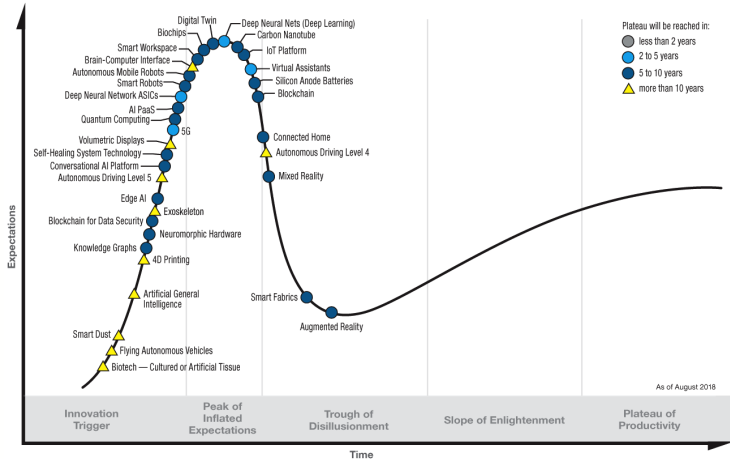 Digital Twin
Deep Neural Nets (Deep Learning)
Biochips
Carbon Nanotube
Smart Workspace
IoT Platform
Brain-Computer Interface
Virtual Assistants
Autonomous Mobile Robots
Silicon Anode Batteries
Smart Robots
Blockchain
Deep Neural Network ASICs
AI PaaS
Quantum Computing
5G
Connected Home
Volumetric Displays
Autonomous Driving Level 4
Self-Healing System Technology
Conversational AI Platform
Mixed Reality
Autonomous Driving Level 5
Edge AI
Exoskeleton
Blockchain for Data Security
Neuromorphic Hardware
Knowledge Graphs
4D Printing
Artificial General
Intelligence
Smart Fabrics
Augmented Reality
Smart Dust
Flying Autonomous Vehicles
Biotech — Cultured or Artificial Tissue
Plateau will be reached in:
less than 2 years
2 to 5 years
5 to 10 years
more than 10 years
Expectations
As of August 2018
Innovation
Trigger
Peak of
Inflated
Expectations
Trough of
Disillusionment
Slope of Enlightenment
Plateau of
Productivity
Time